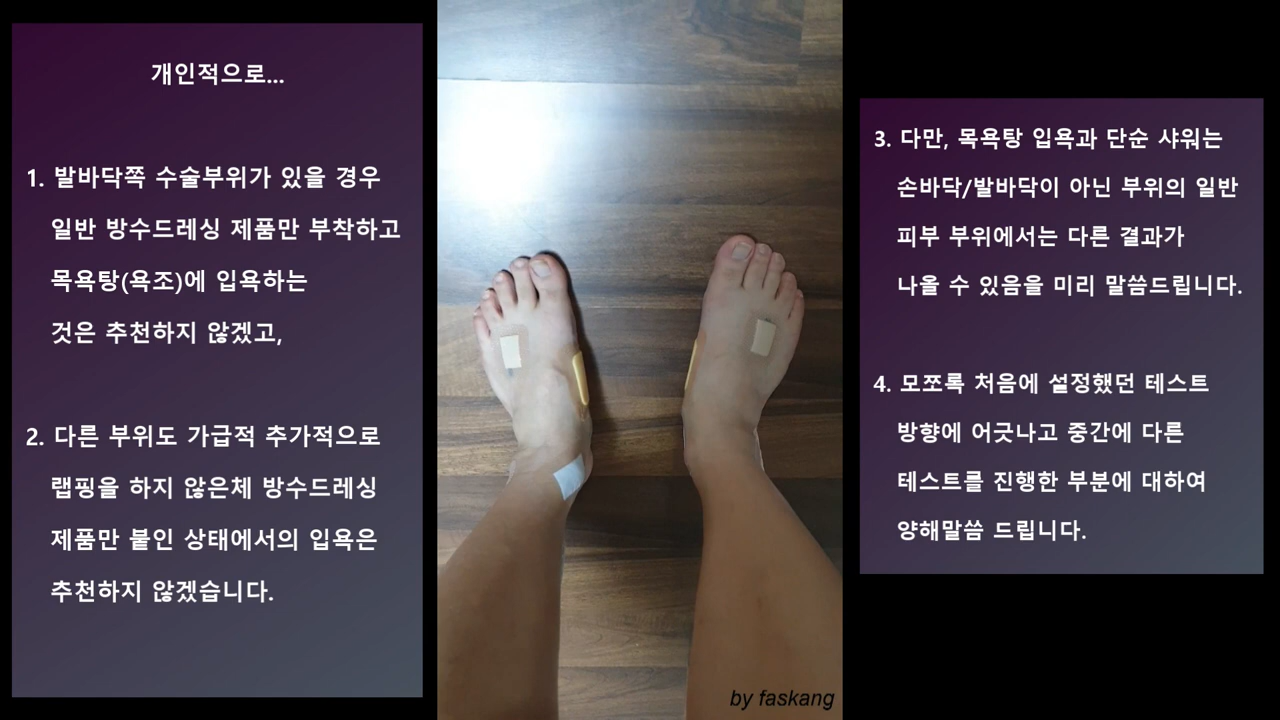 개인적으로...
1. 발바닥쪽 수술부위가 있을 경우
일반 방수드레싱 제품만 부착하고
목욕탕(욕조)에 입욕하는
것은 추천하지 않겠고,
2. 다른 부위도 가급적 추가적으로
랩핑을 하지 않은체 방수드레싱
제품만 붙인 상태에서의 입욕은
추천하지 않겠습니다.
3. 다만, 목욕탕 입욕과 단순 샤워는
손바닥/발바닥이 아닌 부위의 일반
피부 부위에서는 다른 결과가
나올 수 있음을 미리 말씀드립니다.
4. 모쪼록 처음에 설정했던 테스트
방향에 어긋나고 중간에 다른
테스트를 진행한 부분에 대하여
양해말씀 드립니다.
by faskang